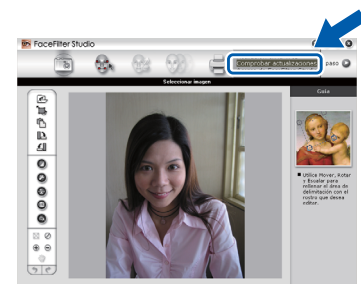 FaceFilter Studio
Comprobar actualizaciones
paso
Seleccionar imagen
Guía
Utilice Mover, Rotar
y Escalar para
rellenar el área de
delimitación con el
rostro que desea
editar.